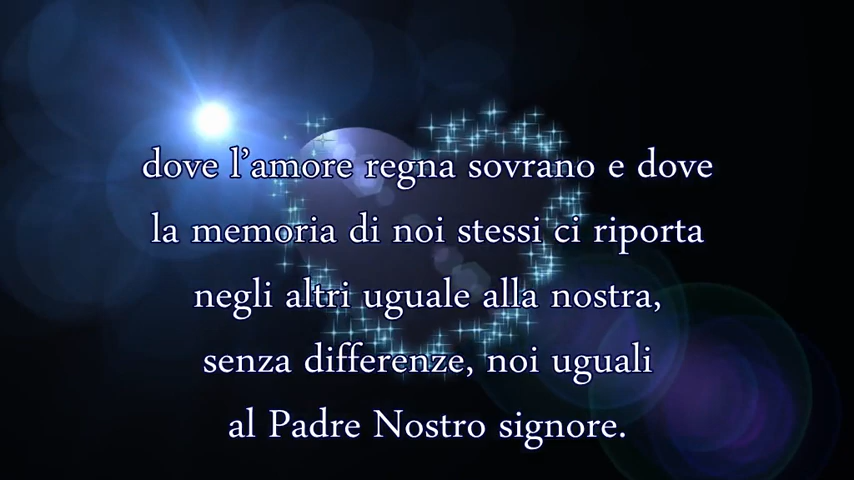 dove l’amore regna sovrano e dove
la memoria di noi stessi ci riporta
negli altri uguale alla nostra,
senza differenze, noi uguali
al Padre Nostro signore.